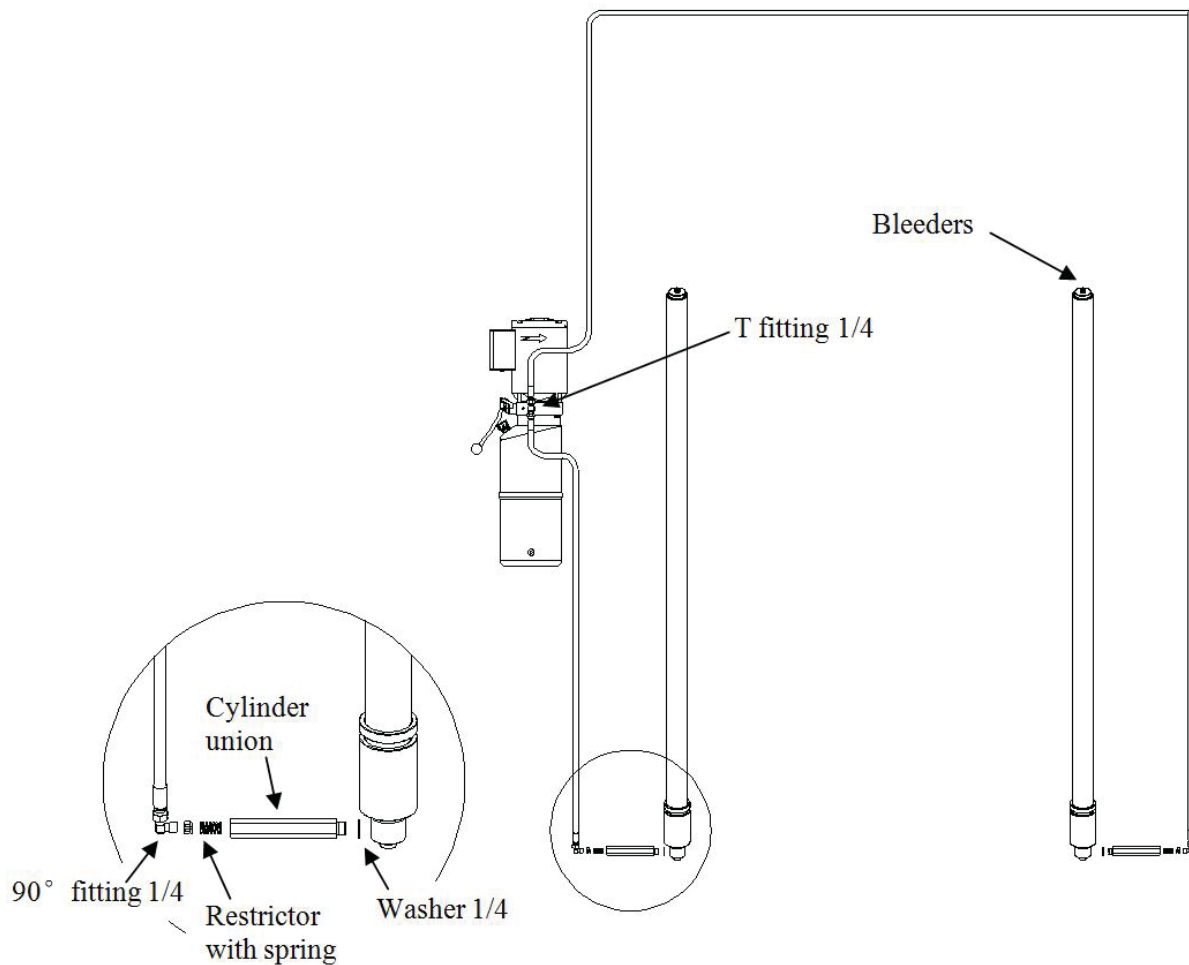 Bleeders
T fitting 1/4
Cylinder
union
90° fitting 1/4
Restrictor
with spring
Washer 1/4